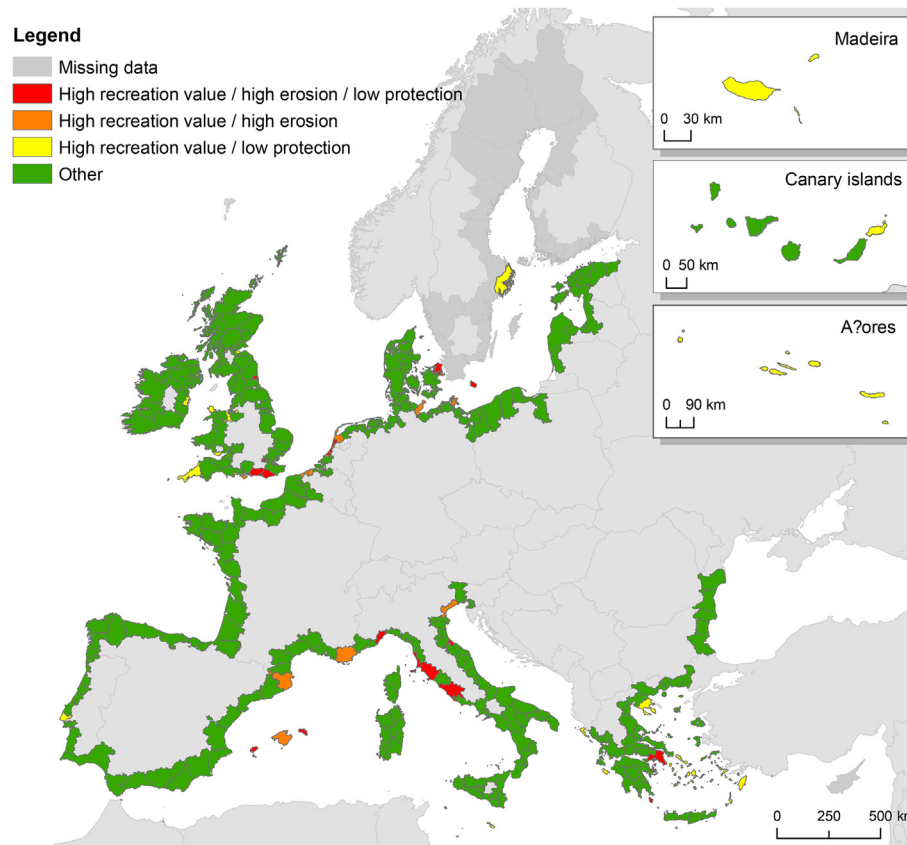 Legend
Missing data
High recreation value / high erosion / low protection
High recreation value / high erosion
High recreation value / low protection
Other
Madeira
0 30 km
Canary islands
0 50 km
A?ores
0 90 km
0 250 500 km